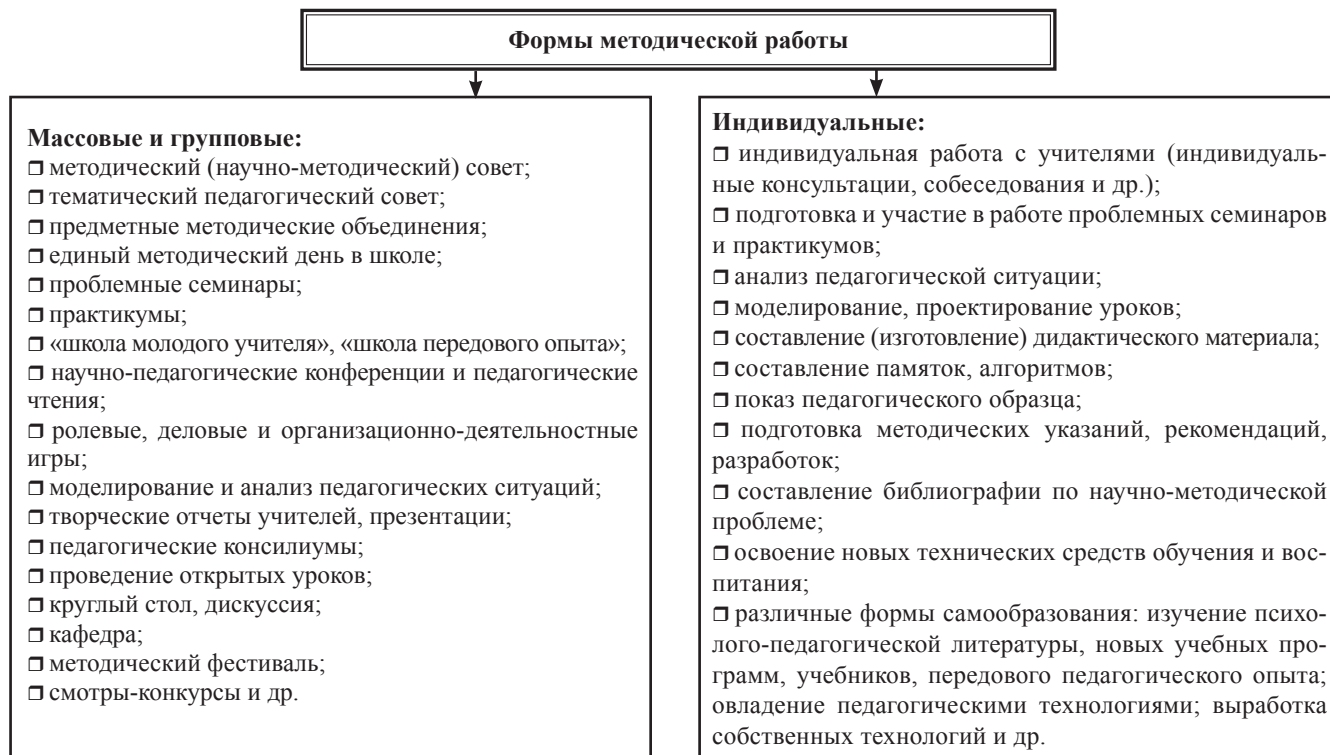 Формы методической работы
Массовые и групповые:
❒ методический (научно-методический) совет;
❒ тематический педагогический совет;
❒ предметные методические объединения;
❒ единый методический день в школе;
❒ проблемные семинары;
❒ практикумы;
❒ «школа молодого учителя», «школа передового опыта»;
❒ научно-педагогические конференции и педагогические
чтения;
❒ ролевые, деловые и организационно-деятельностные
игры;
❒ моделирование и анализ педагогических ситуаций;
❒ творческие отчеты учителей, презентации;
❒ педагогические консилиумы;
❒ проведение открытых уроков;
❒ круглый стол, дискуссия;
❒ кафедра;
❒ методический фестиваль;
❒ смотры-конкурсы и др.
Индивидуальные:
❒ индивидуальная работа с учителями (индивидуаль-
ные консультации, собеседования и др.);
❒ подготовка и участие в работе проблемных семинаров
и практикумов;
❒ анализ педагогической ситуации;
❒ моделирование, проектирование уроков;
❒ составление (изготовление) дидактического материала;
❒ составление памяток, алгоритмов;
❒ показ педагогического образца;
❒ подготовка методических указаний, рекомендаций,
разработок;
❒ составление библиографии по научно-методической
проблеме;
❒ освоение новых технических средств обучения и вос-
питания;
❒ различные формы самообразования: изучение психо-
лого-педагогической литературы, новых учебных про-
грамм, учебников, передового педагогического опыта;
овладение педагогическими технологиями; выработка
собственных технологий и др.